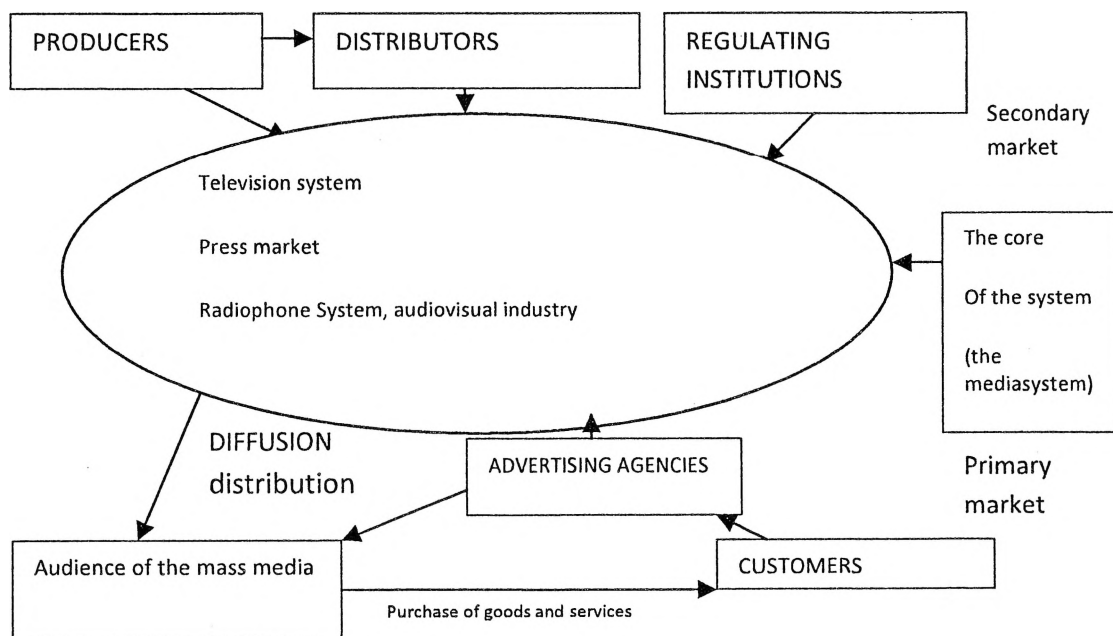 PRODUCERS
DISTRIBUTORS
REGULATING
INSTITUTIONS
Secondary
market
Television system
Press market
Radiophone System, audiovisual industry
The core
Of the system
(the
mediasystem)
DIFFUSION
distribution
ADVERTISING AGENCIES
Primary
market
Audience of the mass media
CUSTOMERS
Purchase of goods and services